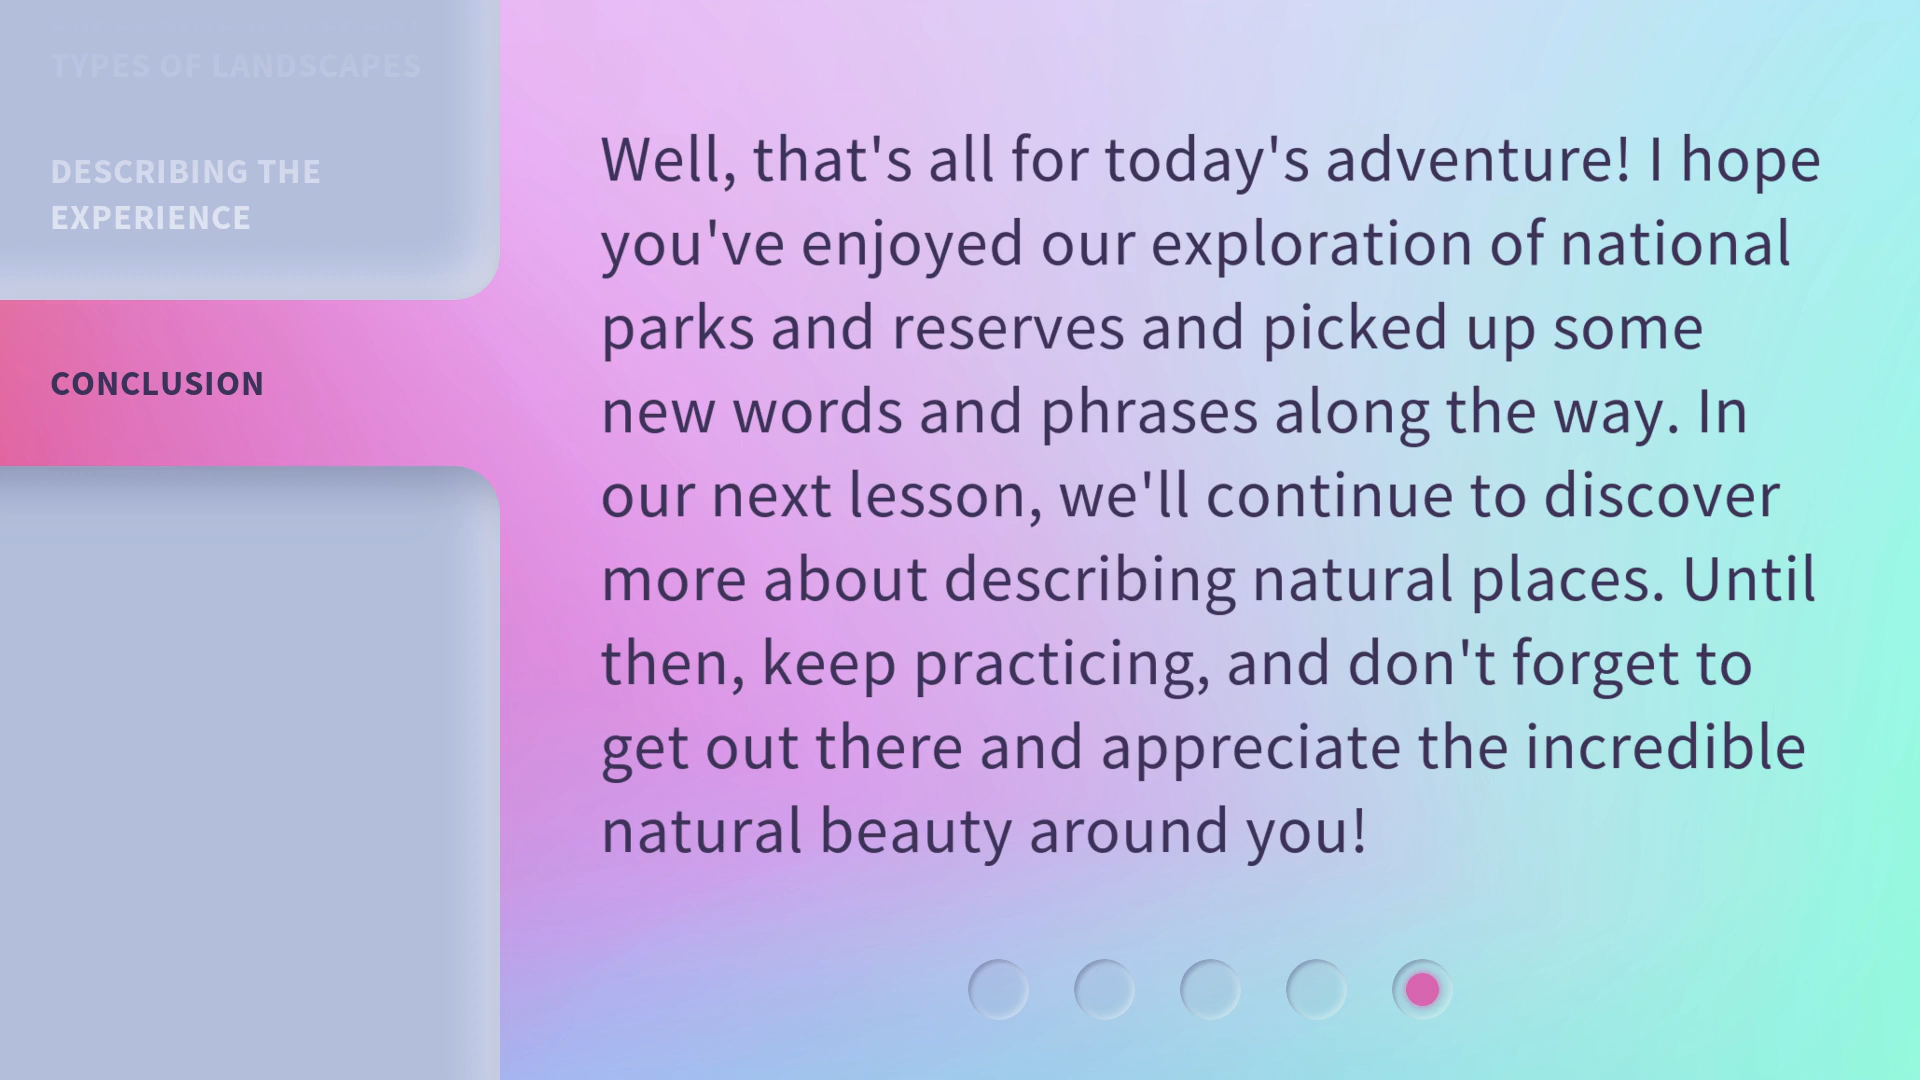 TYPES OF LANDSCAPES
DESCRIBING THE
EXPERIENCE
CONCLUSION
Well, that's all for today's adventure! I hope
you've enjoyed our exploration of national
parks and reserves and picked up some
new words and phrases along the way. In
our next lesson, we'll continue to discover
more about describing natural places. Until
then, keep practicing, and don't forget to
get out there and appreciate the incredible
natural beauty around you!